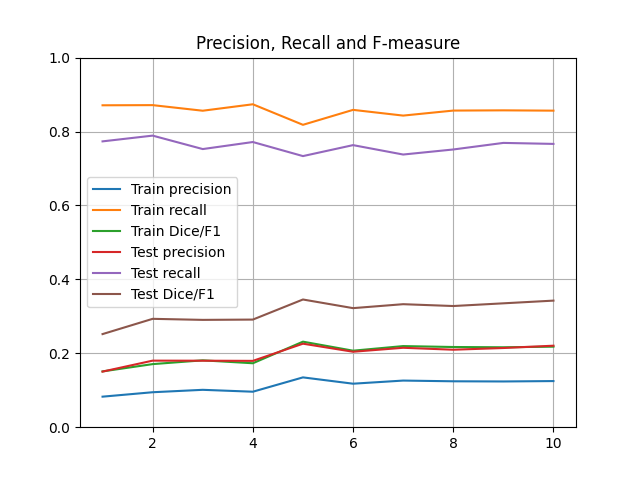 Precision, Recall and F-measure
1.0
0.8
0.6
0.4
0.2
0.0
Train precision
Train recall
Train Dice/F1
Test precision
Test recall
Test Dice/F1
2 4 6 8 10